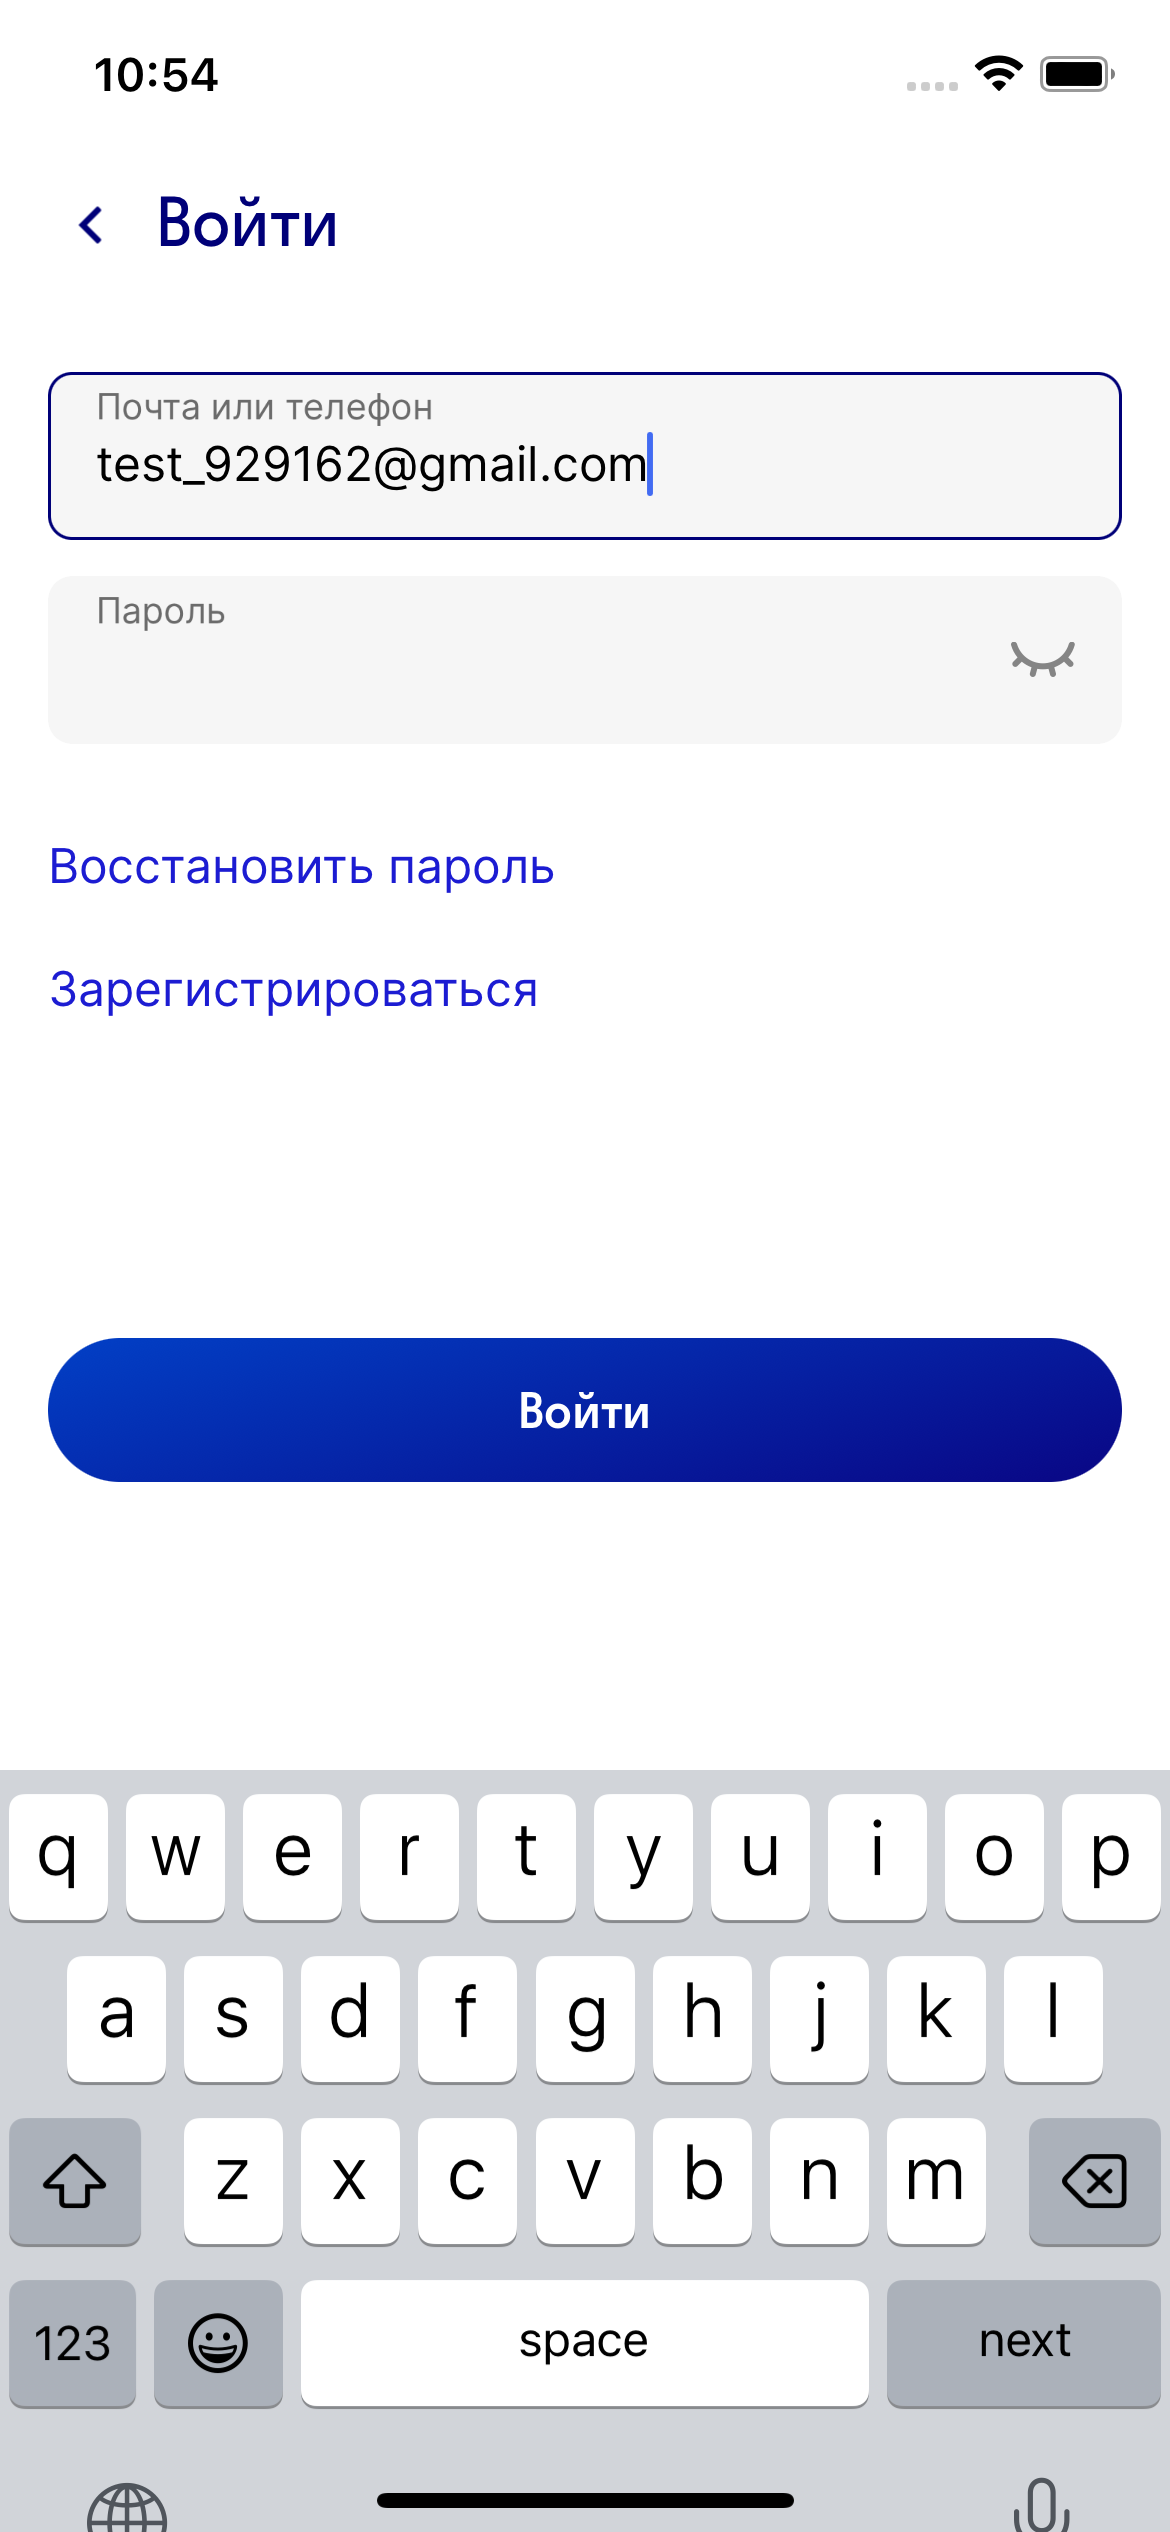 10:54
Войти
Почта или телефон
test_929162@gmail.com
Пароль
Восстановить пароль
Зарегистрироваться
Войти
q w e r t y u i o p
a s d f g h j k l
z x c v b n m
123 space next